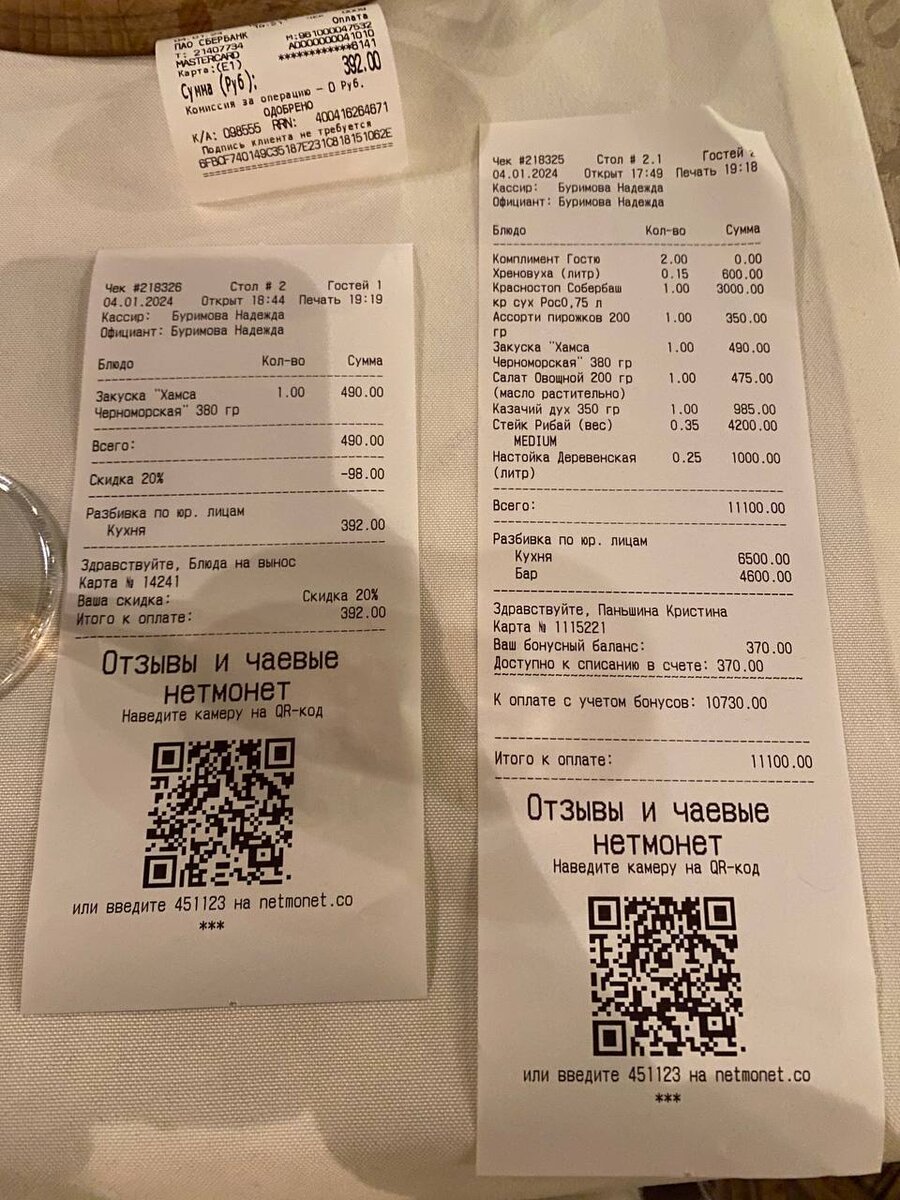 Оплата
ПАО СБЕРБАНК
Т: 21407734 М:961000047532
MASTERCARD A0000000041010
Карта:(E1) ************6141
Сумма (Руб): 392.00
Комиссия за операцию – 0 Руб.
ОДОБРЕНО
К/А: 098555 RRN: 400416264671
Подпись клиента не требуется
6FBCF740149C35187E231C818151062E
Чек #218326 Стол # 2 Гостей 1
04.01.2024 Открыт 18:44 Печать 19:19
Кассир: Буримова Надежда
Официант: Буримова Надежда
Блюдо Кол-во Сумма
Закуска "Хамса 1.00 490.00
Черноморская" 380 гр
Всего: 490.00
Скидка 20% -98.00
Разбивка по юр. лицам
Кухня 392.00
Здравствуйте, Блюда на вынос
Карта № 14241
Ваша скидка: Скидка 20%
Итого к оплате: 392.00
Отзывы и чаевые
нетмонет
Наведите камеру на QR-код
или введите 451123 на netmonet.co
***
Чек #218325 Стол # 2.1 Гостей
04.01.2024 Открыт 17:49 Печать 19:18
Кассир: Буримова Надежда
Официант: Буримова Надежда
Блюдо Кол-во Сумма
Комплимент Гостю 2.00 0.00
Хреновуха (литр) 0.15 600.00
Красностоп Собербаш 1.00 3000.00
кр сух Рос0,75 л
Ассорти пирожков 200 1.00 350.00
гр
Закуска "Хамса 1.00 490.00
Черноморская" 380 гр
Салат Овощной 200 гр 1.00 475.00
(масло растительно)
Казачий дух 350 гр 1.00 985.00
Стейк Рибай (вес) 0.35 4200.00
MEDIUM
Настойка Деревенская 0.25 1000.00
(литр)
Всего: 11100.00
Разбивка по юр. лицам
Кухня 6500.00
Бар 4600.00
Здравствуйте, Паньшина Кристина
Карта № 1115221
Ваш бонусный баланс: 370.00
Доступно к списанию в счете: 370.00
К оплате с учетом бонусов: 10730.00
Итого к оплате: 11100.00
Отзывы и чаевые
нетмонет
Наведите камеру на QR-код
или введите 451123 на netmonet.co
***